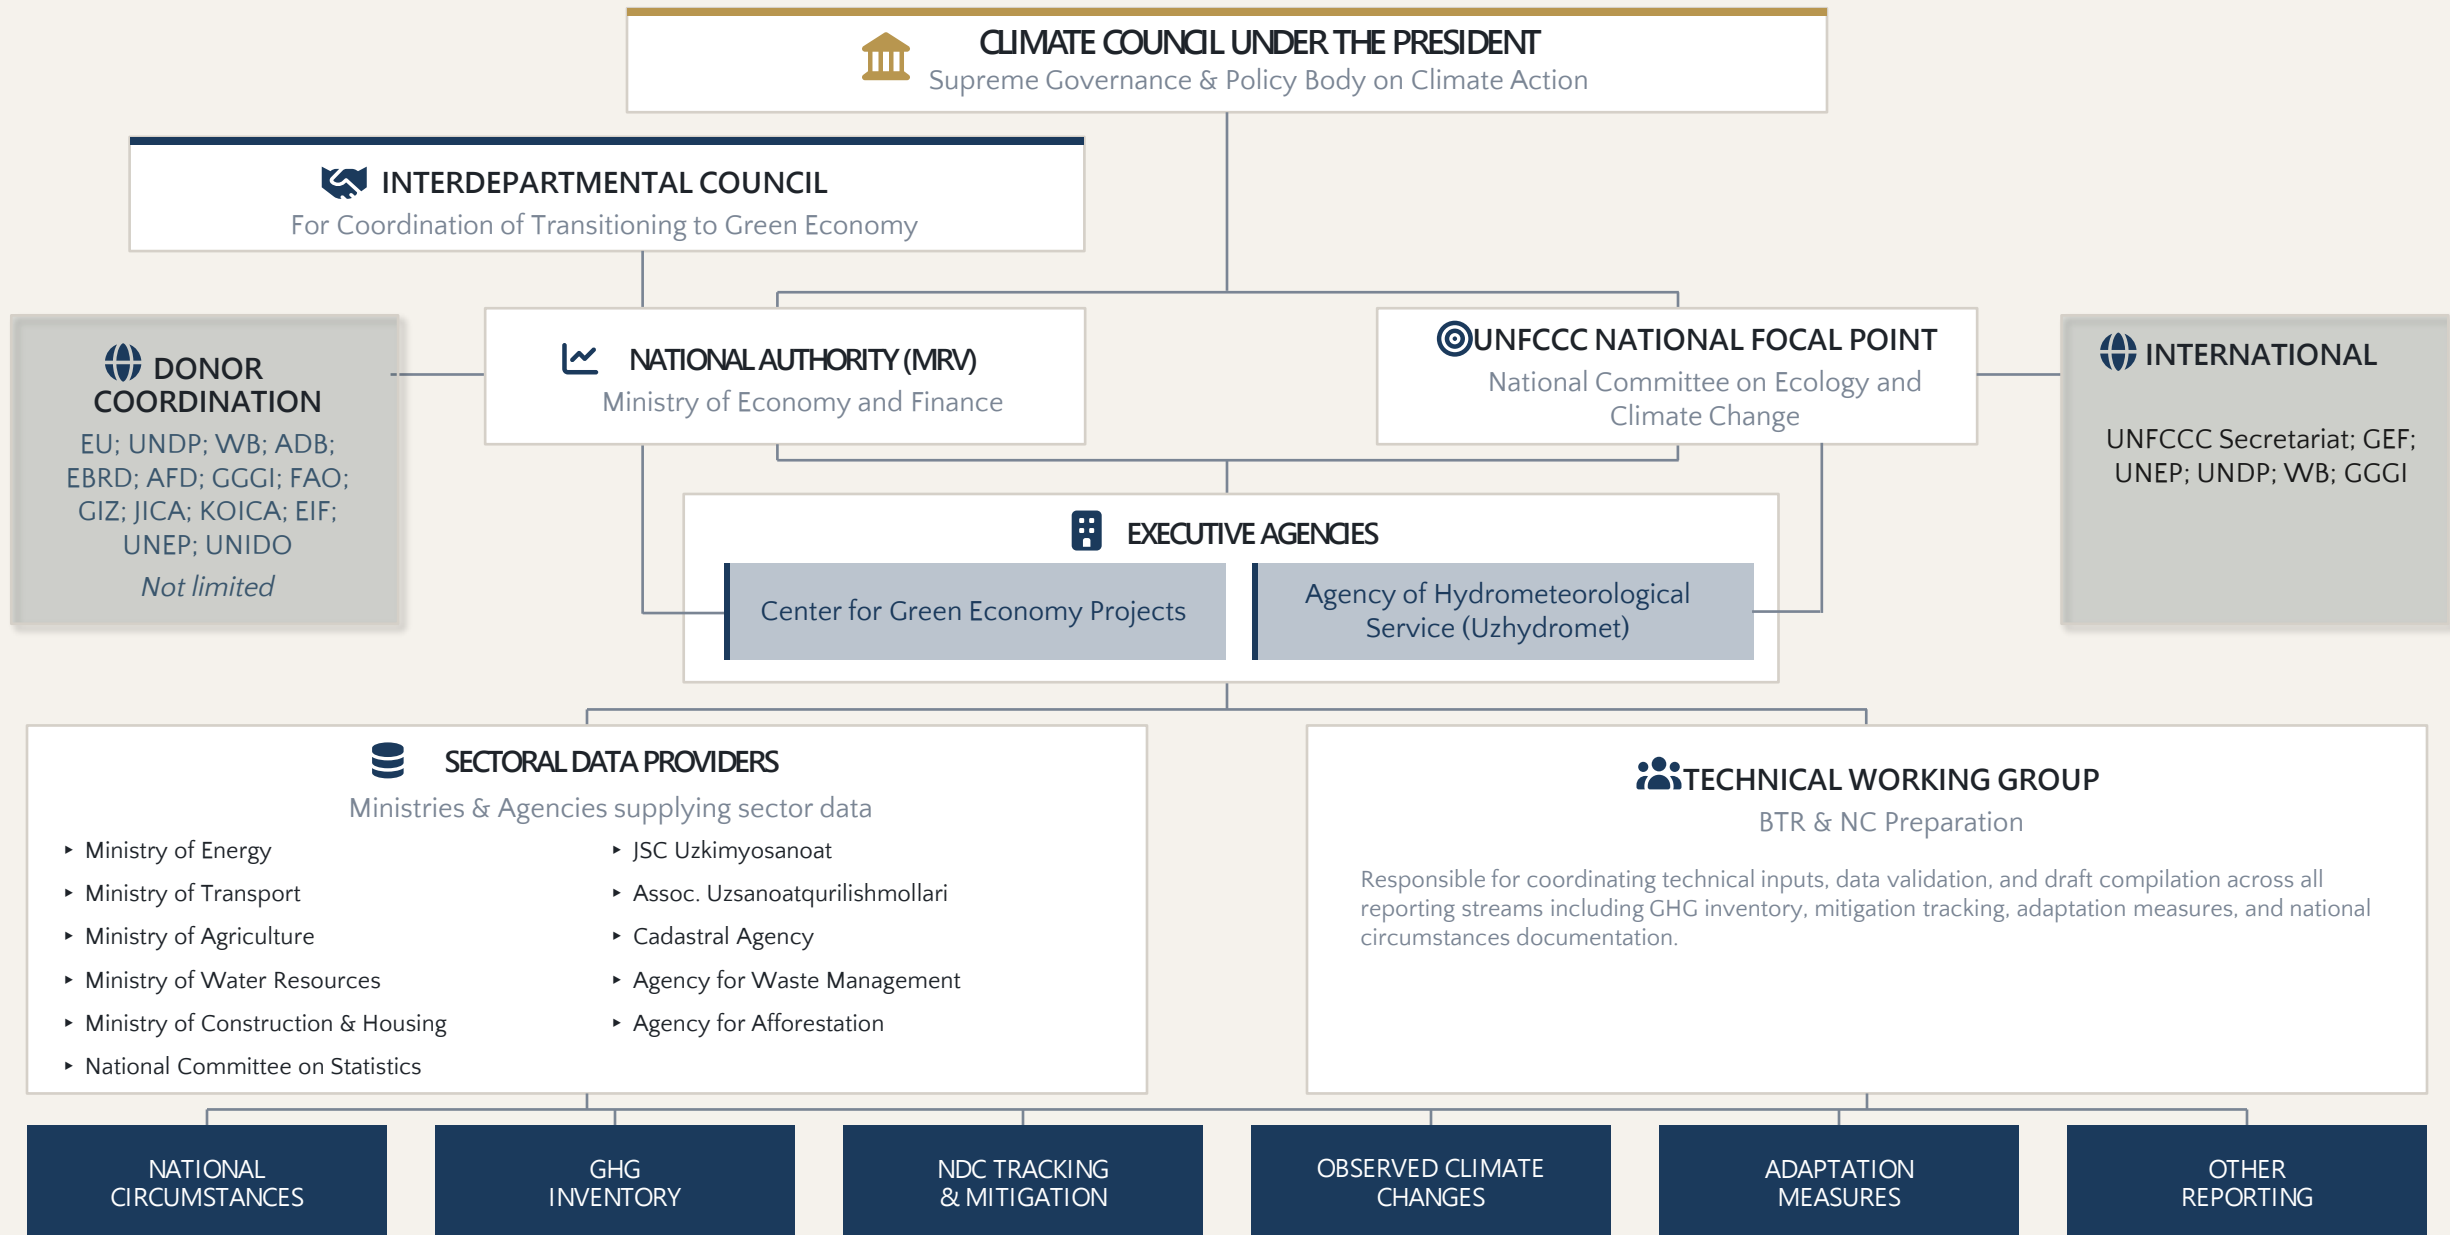 CLIMATE COUNCIL UNDER THE PRESIDENT
Supreme Governance & Policy Body on Climate Action
INTERDEPARTMENTAL COUNCIL
For Coordination of Transitioning to Green Economy
DONOR
COORDINATION
EU; UNDP; WB; ADB;
EBRD; AFD; GGGI; FAO;
GIZ; JICA; KOICA; EIF;
UNEP; UNIDO
Not limited
NATIONAL AUTHORITY (MRV)
Ministry of Economy and Finance
UNFCCC NATIONAL FOCAL POINT
National Committee on Ecology and
Climate Change
INTERNATIONAL
UNFCCC Secretariat; GEF;
UNEP; UNDP; WB; GGGI
EXECUTIVE AGENCIES
Center for Green Economy Projects
Agency of Hydrometeorological
Service (Uzhydromet)
SECTORAL DATA PROVIDERS
Ministries & Agencies supplying sector data
‣ Ministry of Energy
‣ Ministry of Transport
‣ Ministry of Agriculture
‣ Ministry of Water Resources
‣ Ministry of Construction & Housing
‣ National Committee on Statistics
‣ JSC Uzkimyosanoat
‣ Assoc. Uzsanoatqurilishmollari
‣ Cadastral Agency
‣ Agency for Waste Management
‣ Agency for Afforestation
TECHNICAL WORKING GROUP
BTR & NC Preparation
Responsible for coordinating technical inputs, data validation, and draft compilation across all
reporting streams including GHG inventory, mitigation tracking, adaptation measures, and national
circumstances documentation.
NATIONAL
CIRCUMSTANCES
GHG
INVENTORY
NDC TRACKING
& MITIGATION
OBSERVED CLIMATE
CHANGES
ADAPTATION
MEASURES
OTHER
REPORTING